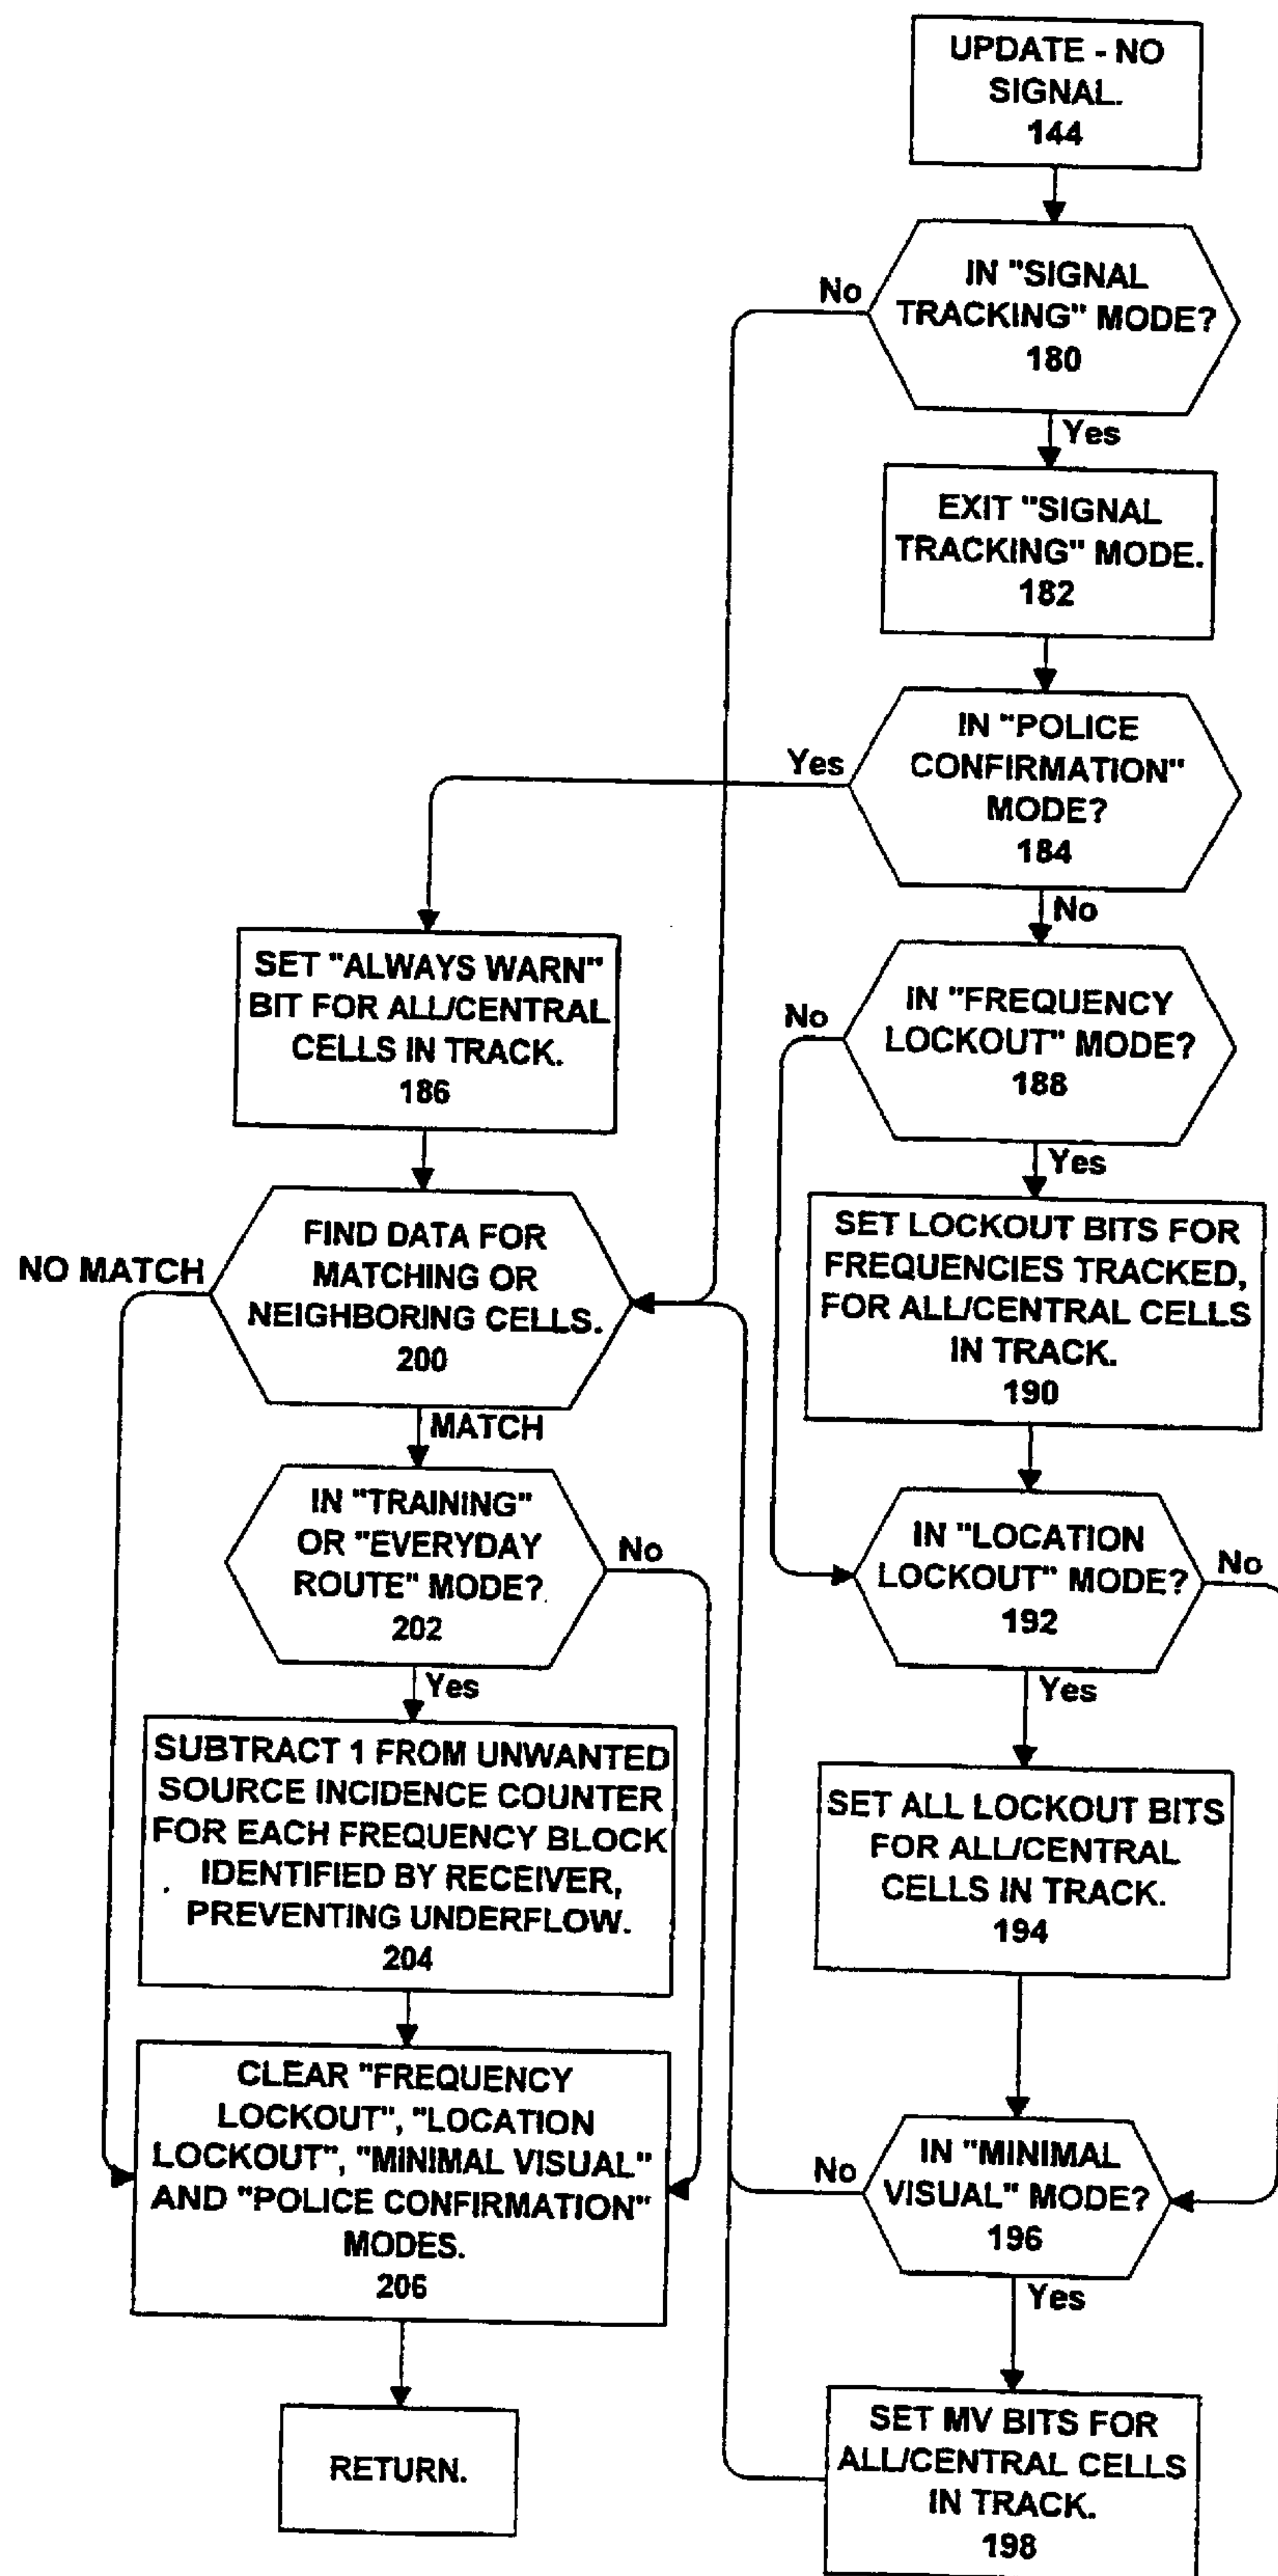 UPDATE - NO
SIGNAL.
144
IN "SIGNAL
TRACKING" MODE?
180
No
Yes
EXIT "SIGNAL
TRACKING" MODE.
182
IN "POLICE
CONFIRMATION"
MODE?
184
Yes
No
SET "ALWAYS WARN"
BIT FOR ALL/CENTRAL
CELLS IN TRACK.
186
IN "FREQUENCY
LOCKOUT" MODE?
188
No
Yes
SET LOCKOUT BITS FOR
FREQUENCIES TRACKED,
FOR ALL/CENTRAL CELLS
IN TRACK.
190
FIND DATA FOR
MATCHING OR
NEIGHBORING CELLS.
200
NO MATCH
MATCH
IN "TRAINING"
OR "EVERYDAY
ROUTE" MODE?
202
No
Yes
IN "LOCATION
LOCKOUT" MODE?
192
No
Yes
SUBTRACT 1 FROM UNWANTED
SOURCE INCIDENCE COUNTER
FOR EACH FREQUENCY BLOCK
IDENTIFIED BY RECEIVER,
PREVENTING UNDERFLOW.
204
SET ALL LOCKOUT BITS
FOR ALL/CENTRAL
CELLS IN TRACK.
194
CLEAR "FREQUENCY
LOCKOUT", "LOCATION
LOCKOUT", "MINIMAL VISUAL"
AND "POLICE CONFIRMATION"
MODES.
206
IN "MINIMAL
VISUAL" MODE?
196
No
Yes
RETURN.
SET MV BITS FOR
ALL/CENTRAL CELLS
IN TRACK.
198